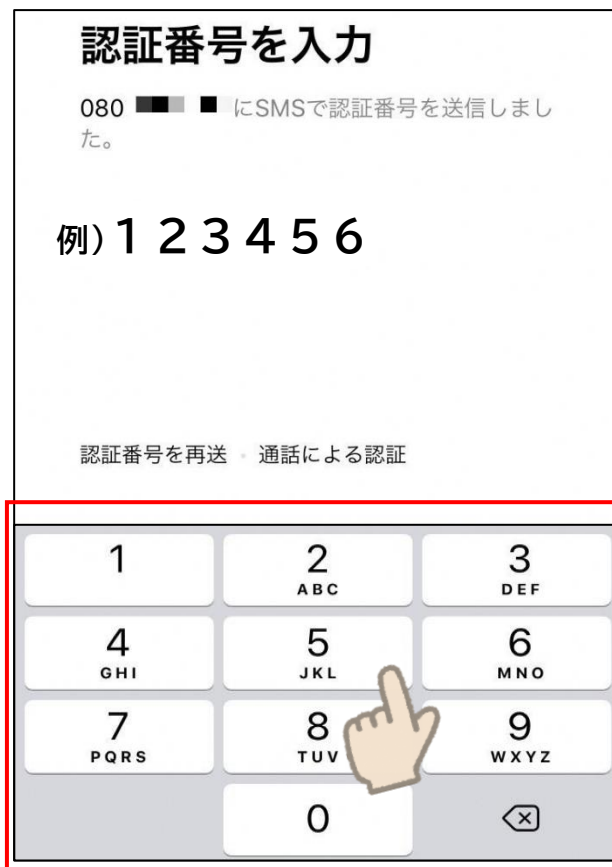 認証番号を入力
080 にSMSで認証番号を送信しまし
た。
例）１２３４５６
認証番号を再送 · 通話による認証
1 2 3
ABC DEF
4 5 6
GHI JKL MNO
7 8 9
PQRS TUV WXYZ
0